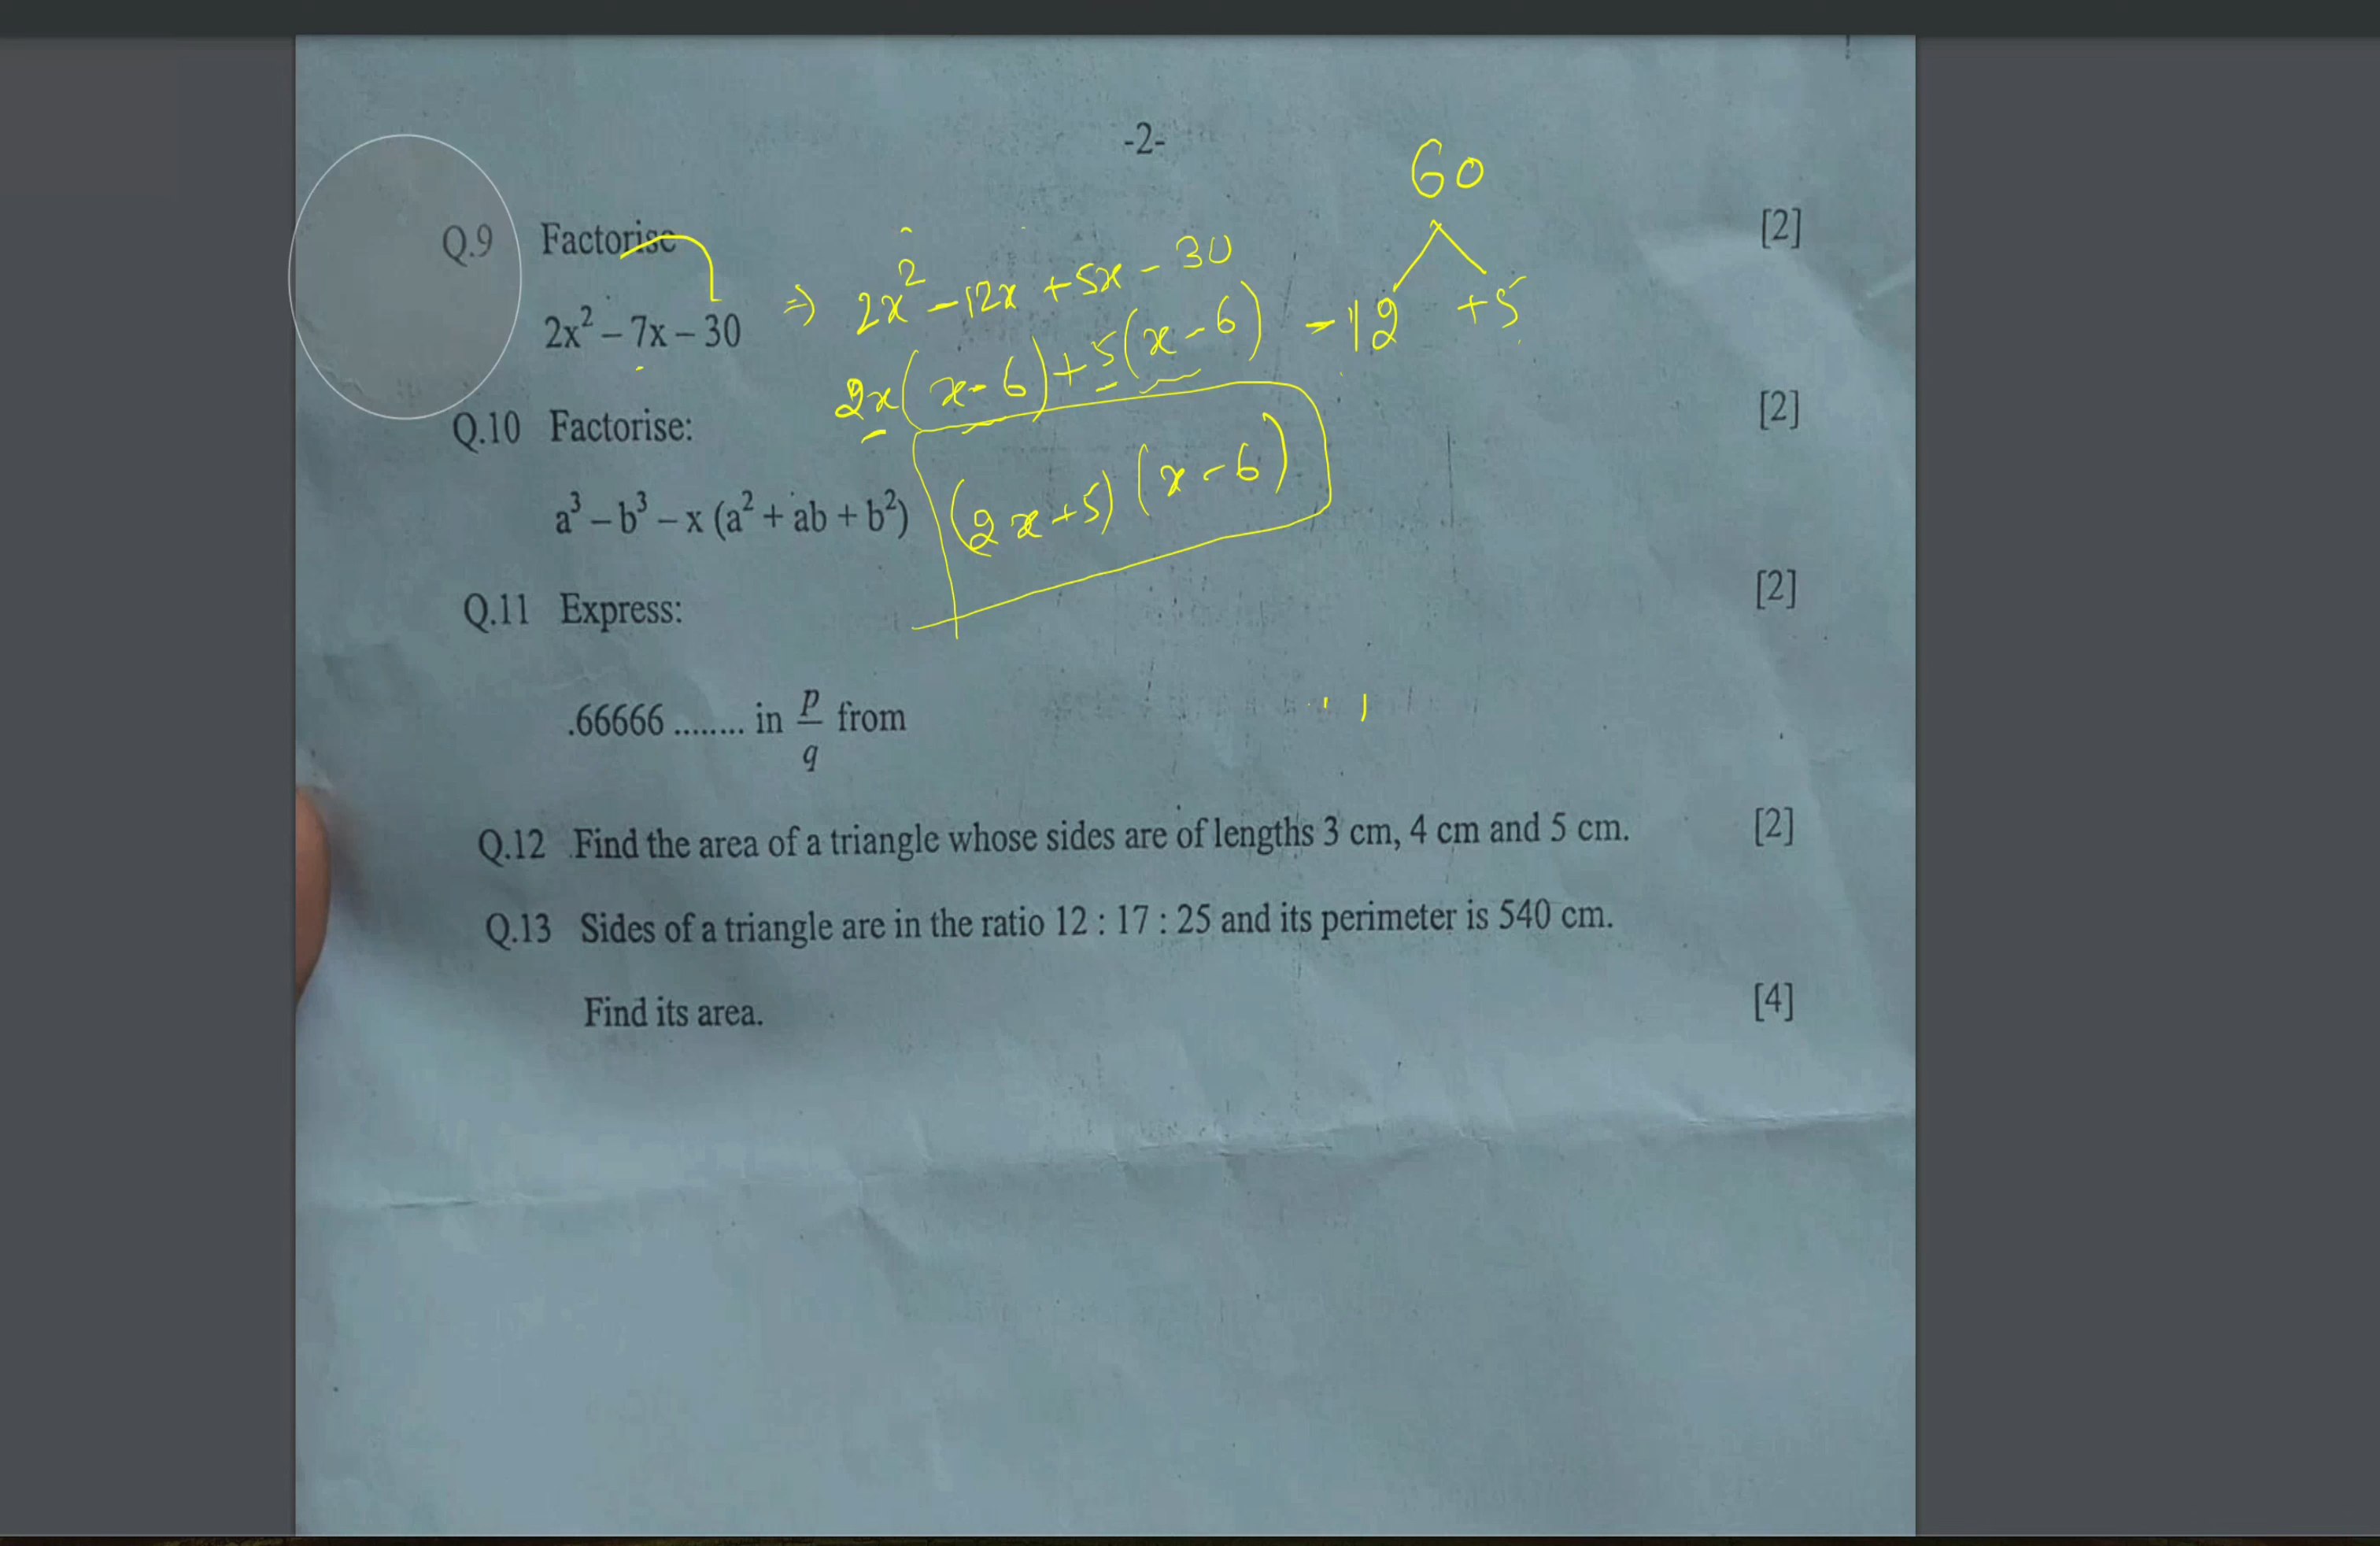 -2-
60
Q.9 Factorise [2]
2x² – 7x – 30 ⇒ 2x² – 12x + 5x – 30
-12 +5
2x(x-6)+5(x-6)
Q.10 Factorise: [2]
(2x+5)(x-6)
a³ – b³ – x (a² + ab + b²)
Q.11 Express: [2]
.66666 ........ in p/q from
Q.12 Find the area of a triangle whose sides are of lengths 3 cm, 4 cm and 5 cm. [2]
Q.13 Sides of a triangle are in the ratio 12 : 17 : 25 and its perimeter is 540 cm.
Find its area. [4]